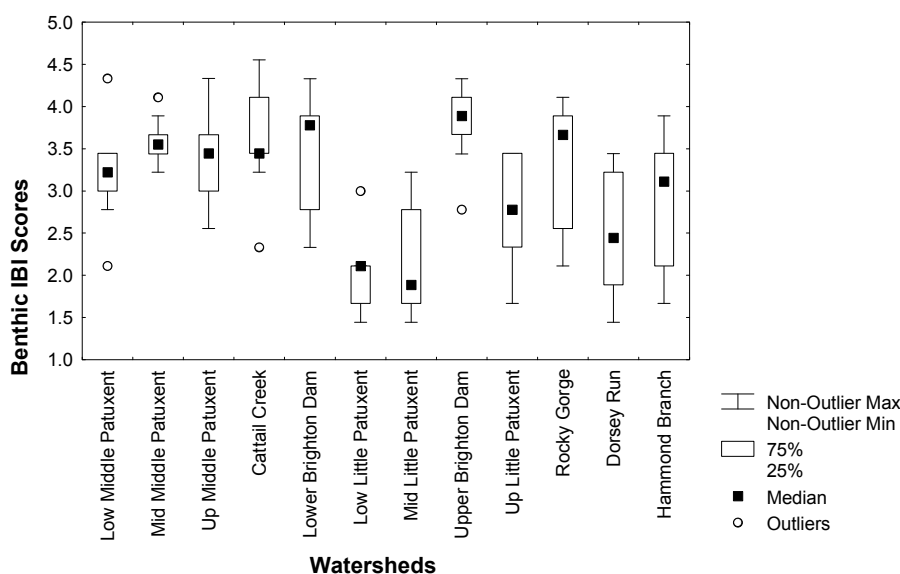 Benthic IBI Scores
5.0
4.5
4.0
3.5
3.0
2.5
2.0
1.5
1.0
Low Middle Patuxent
Mid Middle Patuxent
Up Middle Patuxent
Cattail Creek
Lower Brighton Dam
Low Little Patuxent
Mid Little Patuxent
Upper Brighton Dam
Up Little Patuxent
Rocky Gorge
Dorsey Run
Hammond Branch
Watersheds
Non-Outlier Max
Non-Outlier Min
75%
25%
Median
Outliers